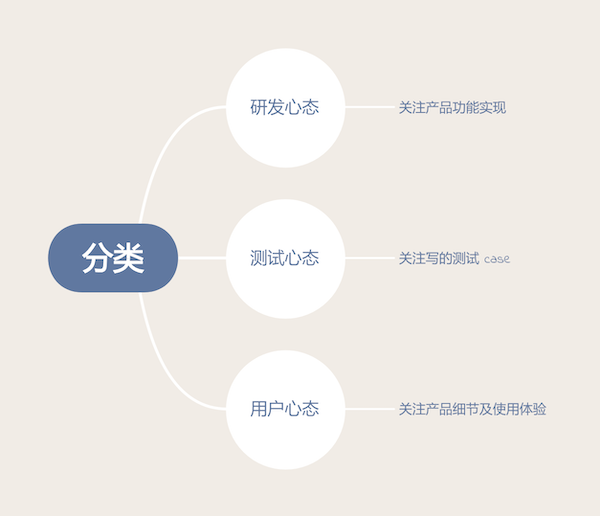 分类
研发心态
关注产品功能实现
测试心态
关注写的测试 case
用户心态
关注产品细节及使用体验